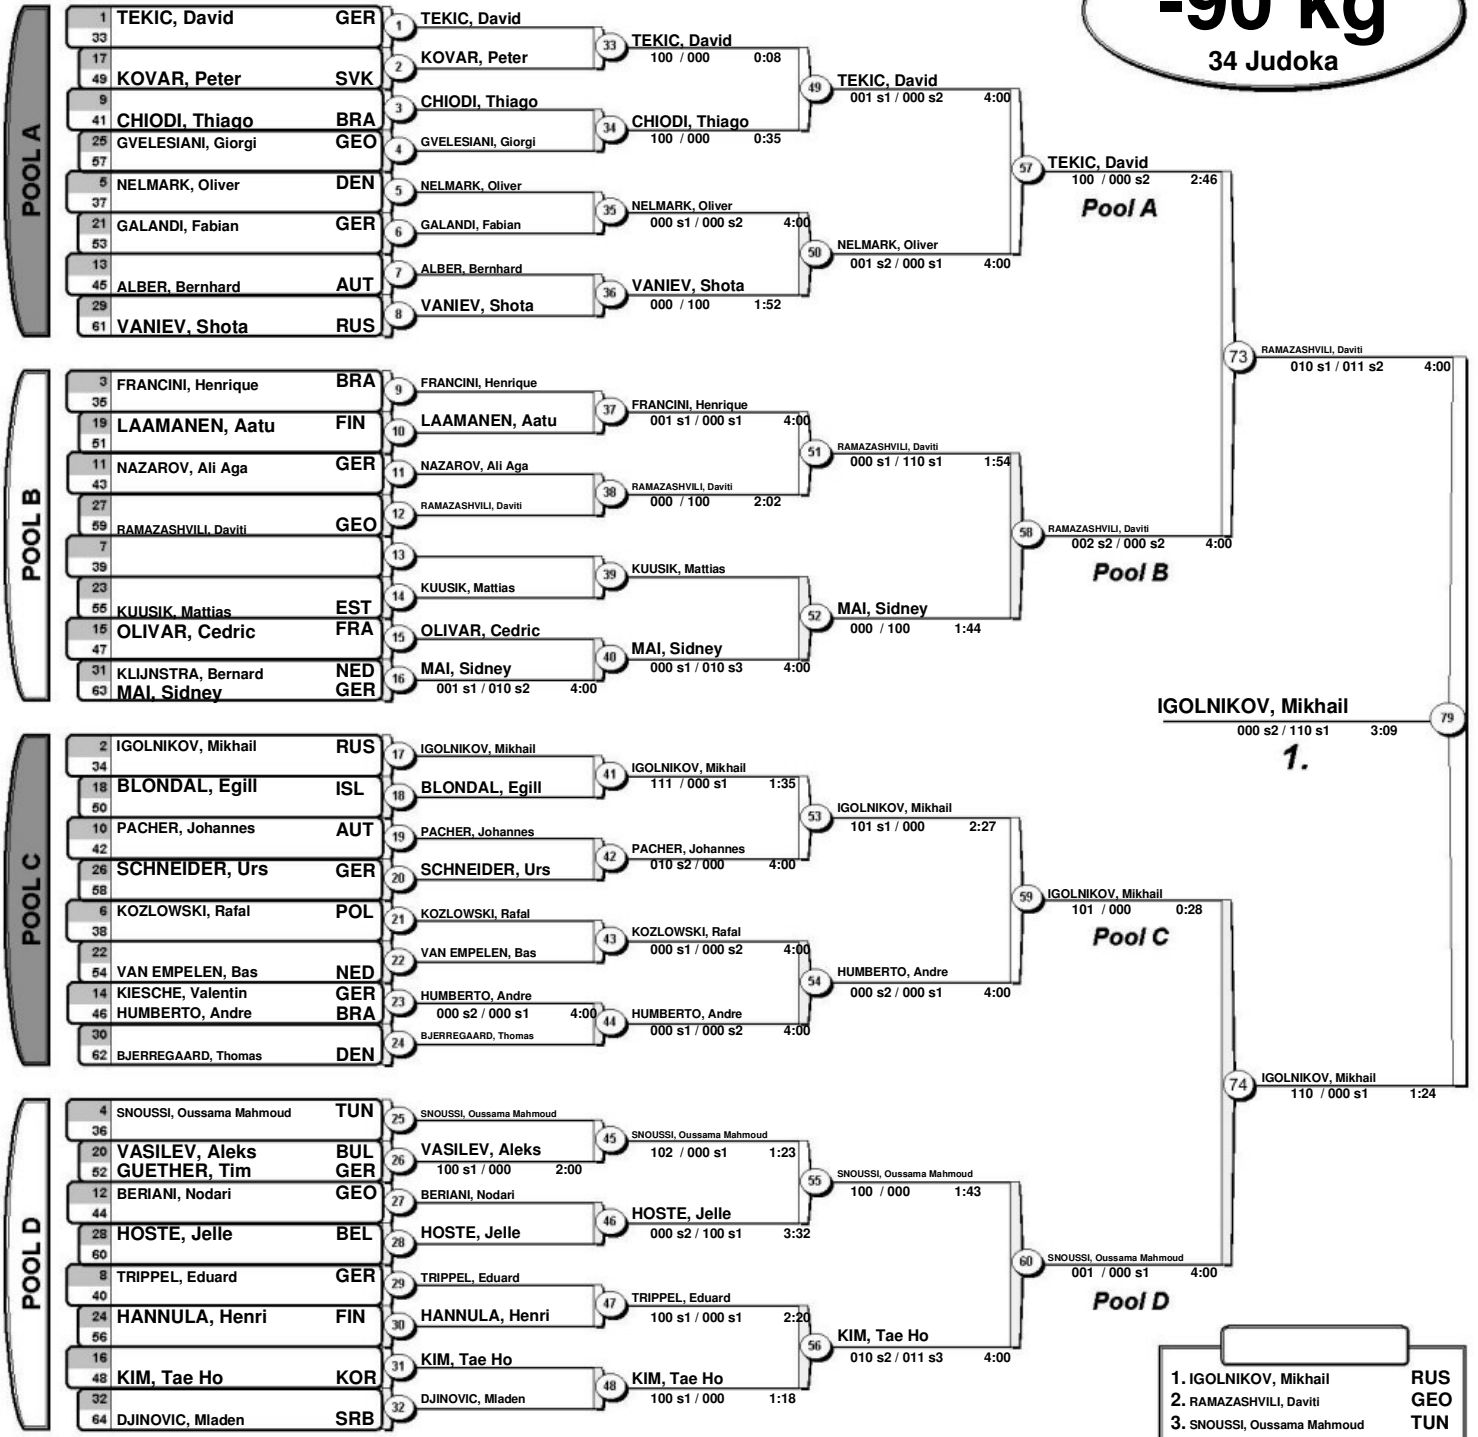 -90 kg
34 Judoka
POOL A
1 TEKIC, David GER
33
17
49 KOVAR, Peter SVK
9
41 CHIODI, Thiago BRA
25 GVELESIANI, Giorgi GEO
57
5 NELMARK, Oliver DEN
37
21 GALANDI, Fabian GER
53
13
45 ALBER, Bernhard AUT
29
61 VANIEV, Shota RUS
1 TEKIC, David
2 KOVAR, Peter
3 CHIODI, Thiago
4 GVELESIANI, Giorgi
5 NELMARK, Oliver
6 GALANDI, Fabian
7 ALBER, Bernhard
8 VANIEV, Shota
33 TEKIC, David
100 / 000 0:08
34 CHIODI, Thiago
100 / 000 0:35
35 NELMARK, Oliver
000 s1 / 000 s2 4:00
36 VANIEV, Shota
000 / 100 1:52
49 TEKIC, David
001 s1 / 000 s2 4:00
50 NELMARK, Oliver
001 s2 / 000 s1 4:00
57 TEKIC, David
100 / 000 s2 2:46
Pool A
POOL B
3 FRANCINI, Henrique BRA
35
19 LAAMANEN, Aatu FIN
51
11 NAZAROV, Ali Aga GER
43
27
59 RAMAZASHVILI, Daviti GEO
7
39
23
55 KUUSIK, Mattias EST
15 OLIVAR, Cedric FRA
47
31 KLIJNSTRA, Bernard NED
63 MAI, Sidney GER
9 FRANCINI, Henrique
10 LAAMANEN, Aatu
11 NAZAROV, Ali Aga
12 RAMAZASHVILI, Daviti
13
14 KUUSIK, Mattias
15 OLIVAR, Cedric
16 MAI, Sidney
001 s1 / 010 s2 4:00
37 FRANCINI, Henrique
001 s1 / 000 s1 4:00
38 RAMAZASHVILI, Daviti
000 / 100 2:02
39 KUUSIK, Mattias
40 MAI, Sidney
000 s1 / 010 s3 4:00
51 RAMAZASHVILI, Daviti
000 s1 / 110 s1 1:54
52 MAI, Sidney
000 / 100 1:44
58 RAMAZASHVILI, Daviti
002 s2 / 000 s2 4:00
Pool B
73 RAMAZASHVILI, Daviti
010 s1 / 011 s2 4:00
IGOLNIKOV, Mikhail 79
000 s2 / 110 s1 3:09
1.
POOL C
2 IGOLNIKOV, Mikhail RUS
34
18 BLONDAL, Egill ISL
50
10 PACHER, Johannes AUT
42
26 SCHNEIDER, Urs GER
58
6 KOZLOWSKI, Rafal POL
38
22
54 VAN EMPELEN, Bas NED
14 KIESCHE, Valentin GER
46 HUMBERTO, Andre BRA
30
62 BJERREGAARD, Thomas DEN
17 IGOLNIKOV, Mikhail
18 BLONDAL, Egill
19 PACHER, Johannes
20 SCHNEIDER, Urs
21 KOZLOWSKI, Rafal
22 VAN EMPELEN, Bas
23 HUMBERTO, Andre
000 s2 / 000 s1 4:00
24 BJERREGAARD, Thomas
41 IGOLNIKOV, Mikhail
111 / 000 s1 1:35
42 PACHER, Johannes
010 s2 / 000 4:00
43 KOZLOWSKI, Rafal
000 s1 / 000 s2 4:00
44 HUMBERTO, Andre
000 s1 / 000 s2 4:00
53 IGOLNIKOV, Mikhail
101 s1 / 000 2:27
54 HUMBERTO, Andre
000 s2 / 000 s1 4:00
59 IGOLNIKOV, Mikhail
101 / 000 0:28
Pool C
74 IGOLNIKOV, Mikhail
110 / 000 s1 1:24
POOL D
4 SNOUSSI, Oussama Mahmoud TUN
36
20 VASILEV, Aleks BUL
52 GUETHER, Tim GER
12 BERIANI, Nodari GEO
44
28 HOSTE, Jelle BEL
60
8 TRIPPEL, Eduard GER
40
24 HANNULA, Henri FIN
56
16
48 KIM, Tae Ho KOR
32
64 DJINOVIC, Mladen SRB
25 SNOUSSI, Oussama Mahmoud
26 VASILEV, Aleks
100 s1 / 000 2:00
27 BERIANI, Nodari
28 HOSTE, Jelle
29 TRIPPEL, Eduard
30 HANNULA, Henri
31 KIM, Tae Ho
32 DJINOVIC, Mladen
45 SNOUSSI, Oussama Mahmoud
102 / 000 s1 1:23
46 HOSTE, Jelle
000 s2 / 100 s1 3:32
47 TRIPPEL, Eduard
100 s1 / 000 s1 2:20
48 KIM, Tae Ho
100 s1 / 000 1:18
55 SNOUSSI, Oussama Mahmoud
100 / 000 1:43
56 KIM, Tae Ho
010 s2 / 011 s3 4:00
60 SNOUSSI, Oussama Mahmoud
001 / 000 s1 4:00
Pool D
1. IGOLNIKOV, Mikhail RUS
2. RAMAZASHVILI, Daviti GEO
3. SNOUSSI, Oussama Mahmoud TUN